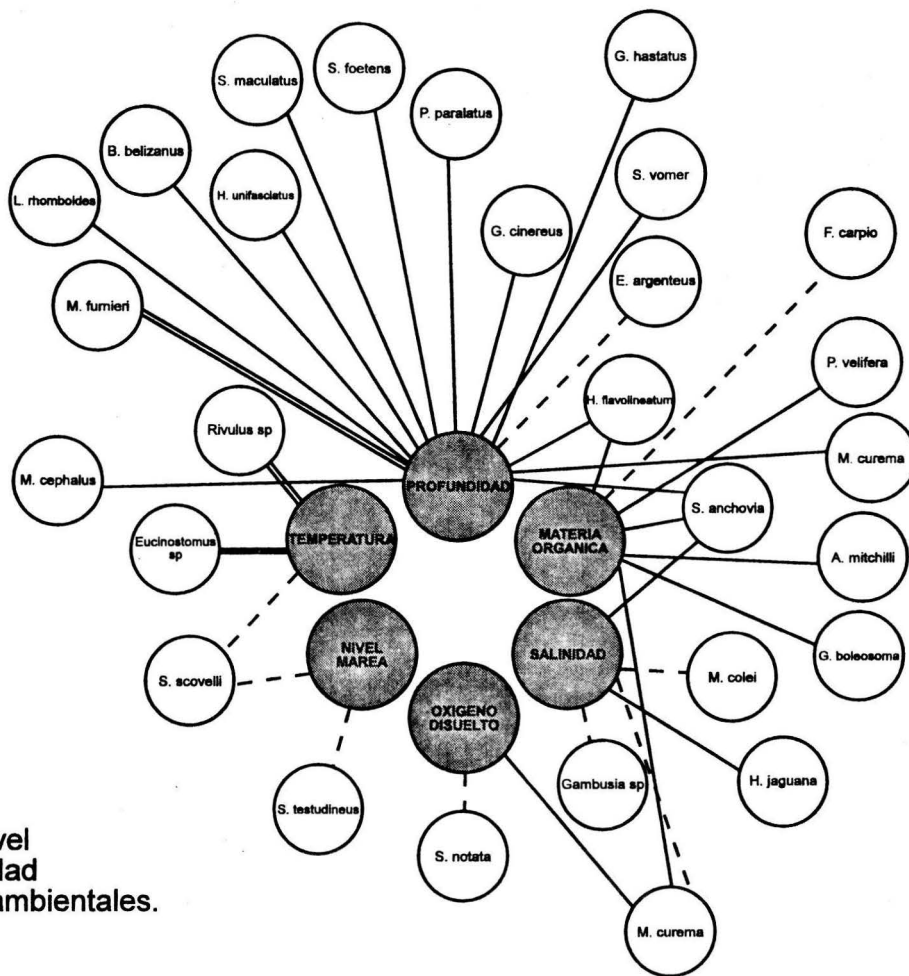 G. hastatus
S. foetens
S. maculatus
P. paralatus
B. belizanus
S. vomer
H. unifasciatus
L. rhomboides
G. cinereus
F. carpio
E. argenteus
M. furnieri
P. velifera
H. flavolineatum
Rivulus sp
M. curema
M. cephalus
PROFUNDIDAD
S. anchovia
TEMPERATURA
MATERIA
ORGANICA
Eucinostomus
sp
A. mitchilli
NIVEL
MAREA
SALINIDAD
G. boleosoma
S. scovelli
M. colei
OXIGENO
DISUELTO
H. jaguana
Gambusia sp
S. testudineus
S. notata
vel
dad
ambientales.
M. curema